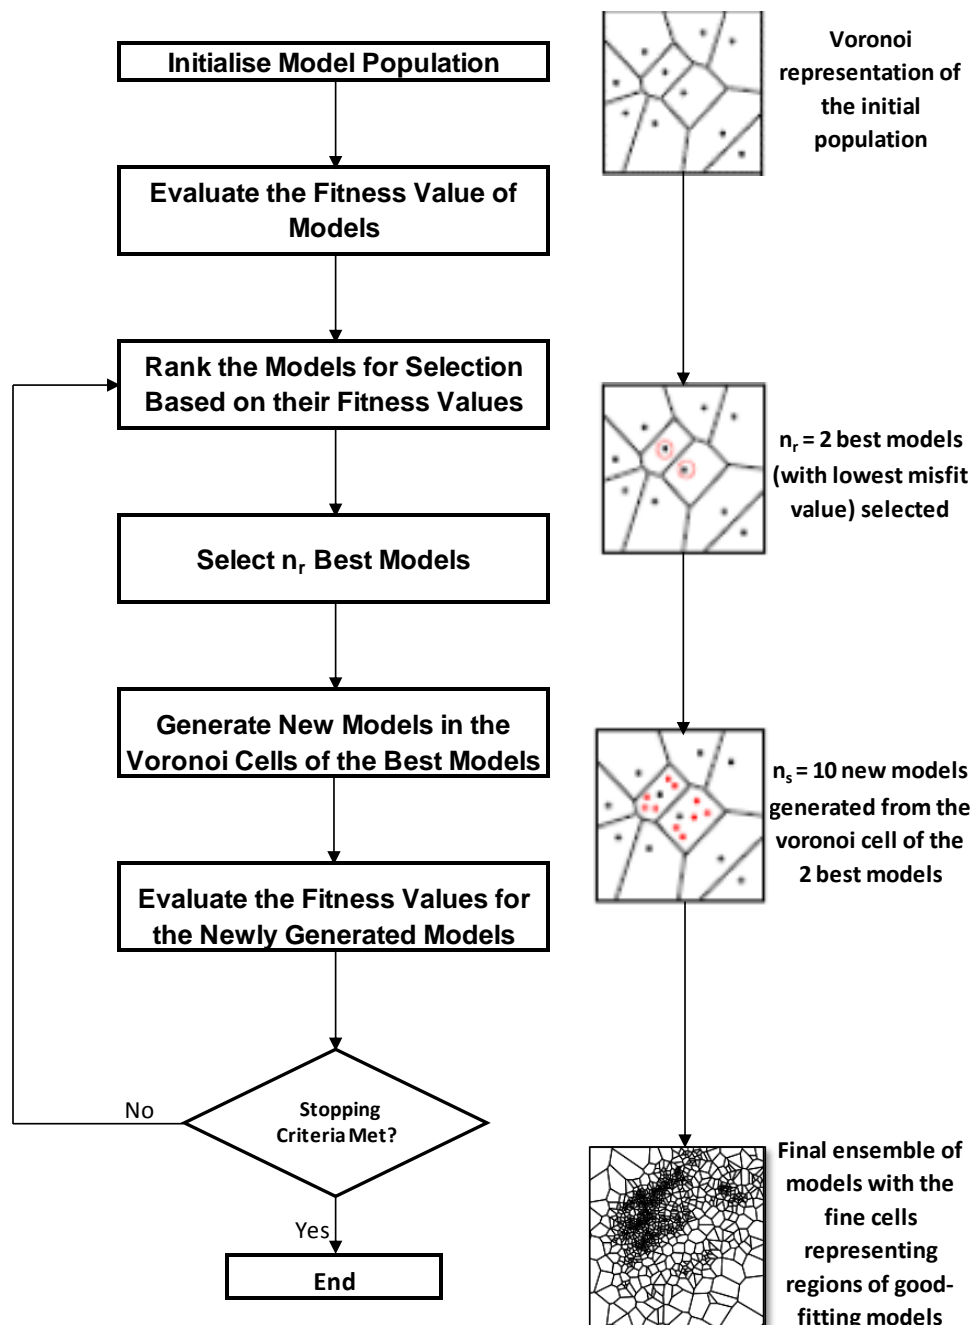 Initialise Model Population
Evaluate the Fitness Value of
Models
Rank the Models for Selection
Based on their Fitness Values
Select nr Best Models
Generate New Models in the
Voronoi Cells of the Best Models
Evaluate the Fitness Values for
the Newly Generated Models
Stopping
Criteria Met?
No
Yes
End
Voronoi
representation of
the initial
population
nr = 2 best models
(with lowest misfit
value) selected
ns = 10 new models
generated from the
voronoi cell of the
2 best models
Final ensemble of
models with the
fine cells
representing
regions of good-
fitting models